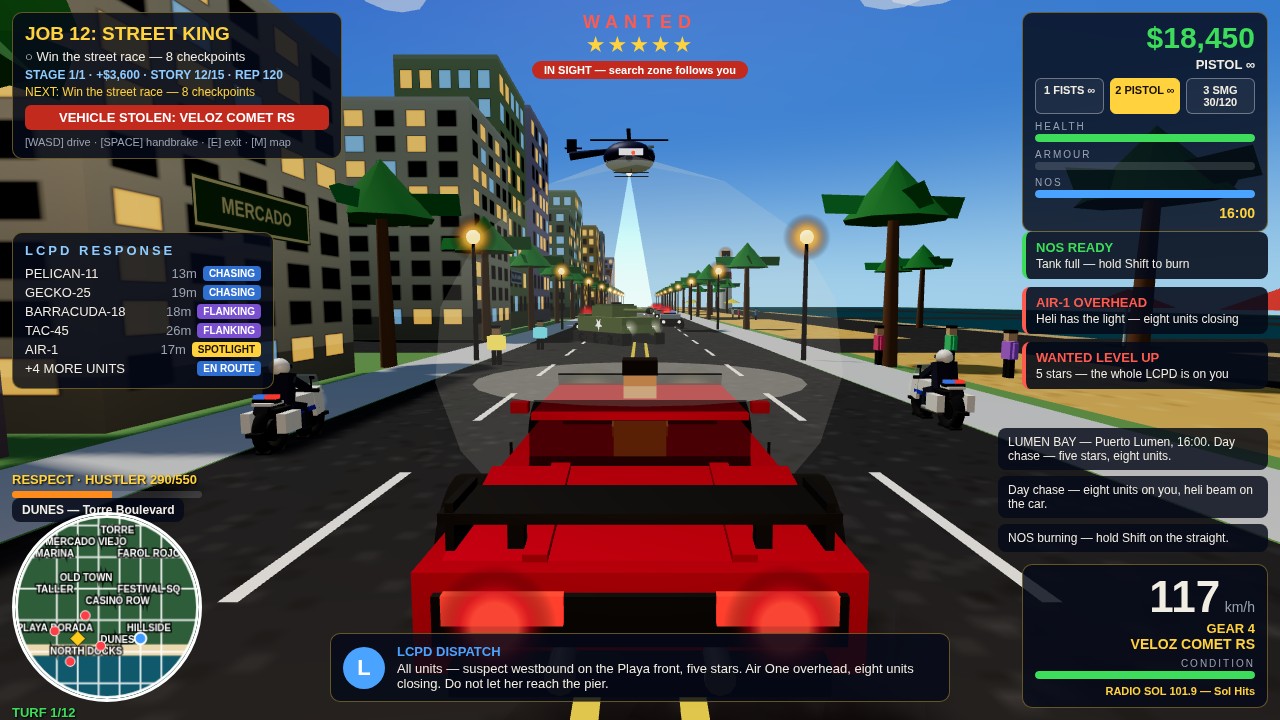 JOB 12: STREET KING
○ Win the street race — 8 checkpoints
STAGE 1/1 · +$3,600 · STORY 12/15 · REP 120
NEXT: Win the street race — 8 checkpoints
VEHICLE STOLEN: VELOZ COMET RS
[WASD] drive · [SPACE] handbrake · [E] exit · [M] map
WANTED
★★★★★
IN SIGHT — search zone follows you
$18,450
PISTOL ∞
1 FISTS ∞
2 PISTOL ∞
3 SMG 30/120
HEALTH
ARMOUR
NOS
16:00
MERCADO
LCPD RESPONSE
PELICAN-11 13m CHASING
GECKO-25 19m CHASING
BARRACUDA-18 18m FLANKING
TAC-45 26m FLANKING
AIR-1 17m SPOTLIGHT
+4 MORE UNITS EN ROUTE
NOS READY
Tank full — hold Shift to burn
AIR-1 OVERHEAD
Heli has the light — eight units closing
WANTED LEVEL UP
5 stars — the whole LCPD is on you
LUMEN BAY — Puerto Lumen, 16:00. Day
chase — five stars, eight units.
Day chase — eight units on you, heli beam on
the car.
NOS burning — hold Shift on the straight.
RESPECT · HUSTLER 290/550
DUNES — Torre Boulevard
TORRE
MERCADO VIEJO
MARINA
FAROL ROJO
OLD TOWN
TALLER
FESTIVAL SQ
CASINO ROW
PLAYA DORADA
HILLSIDE
DUNES
NORTH DOCKS
TURF 1/12
L
LCPD DISPATCH
All units — suspect westbound on the Playa front, five stars. Air One overhead, eight units
closing. Do not let her reach the pier.
117 km/h
GEAR 4
VELOZ COMET RS
CONDITION
RADIO SOL 101.9 — Sol Hits